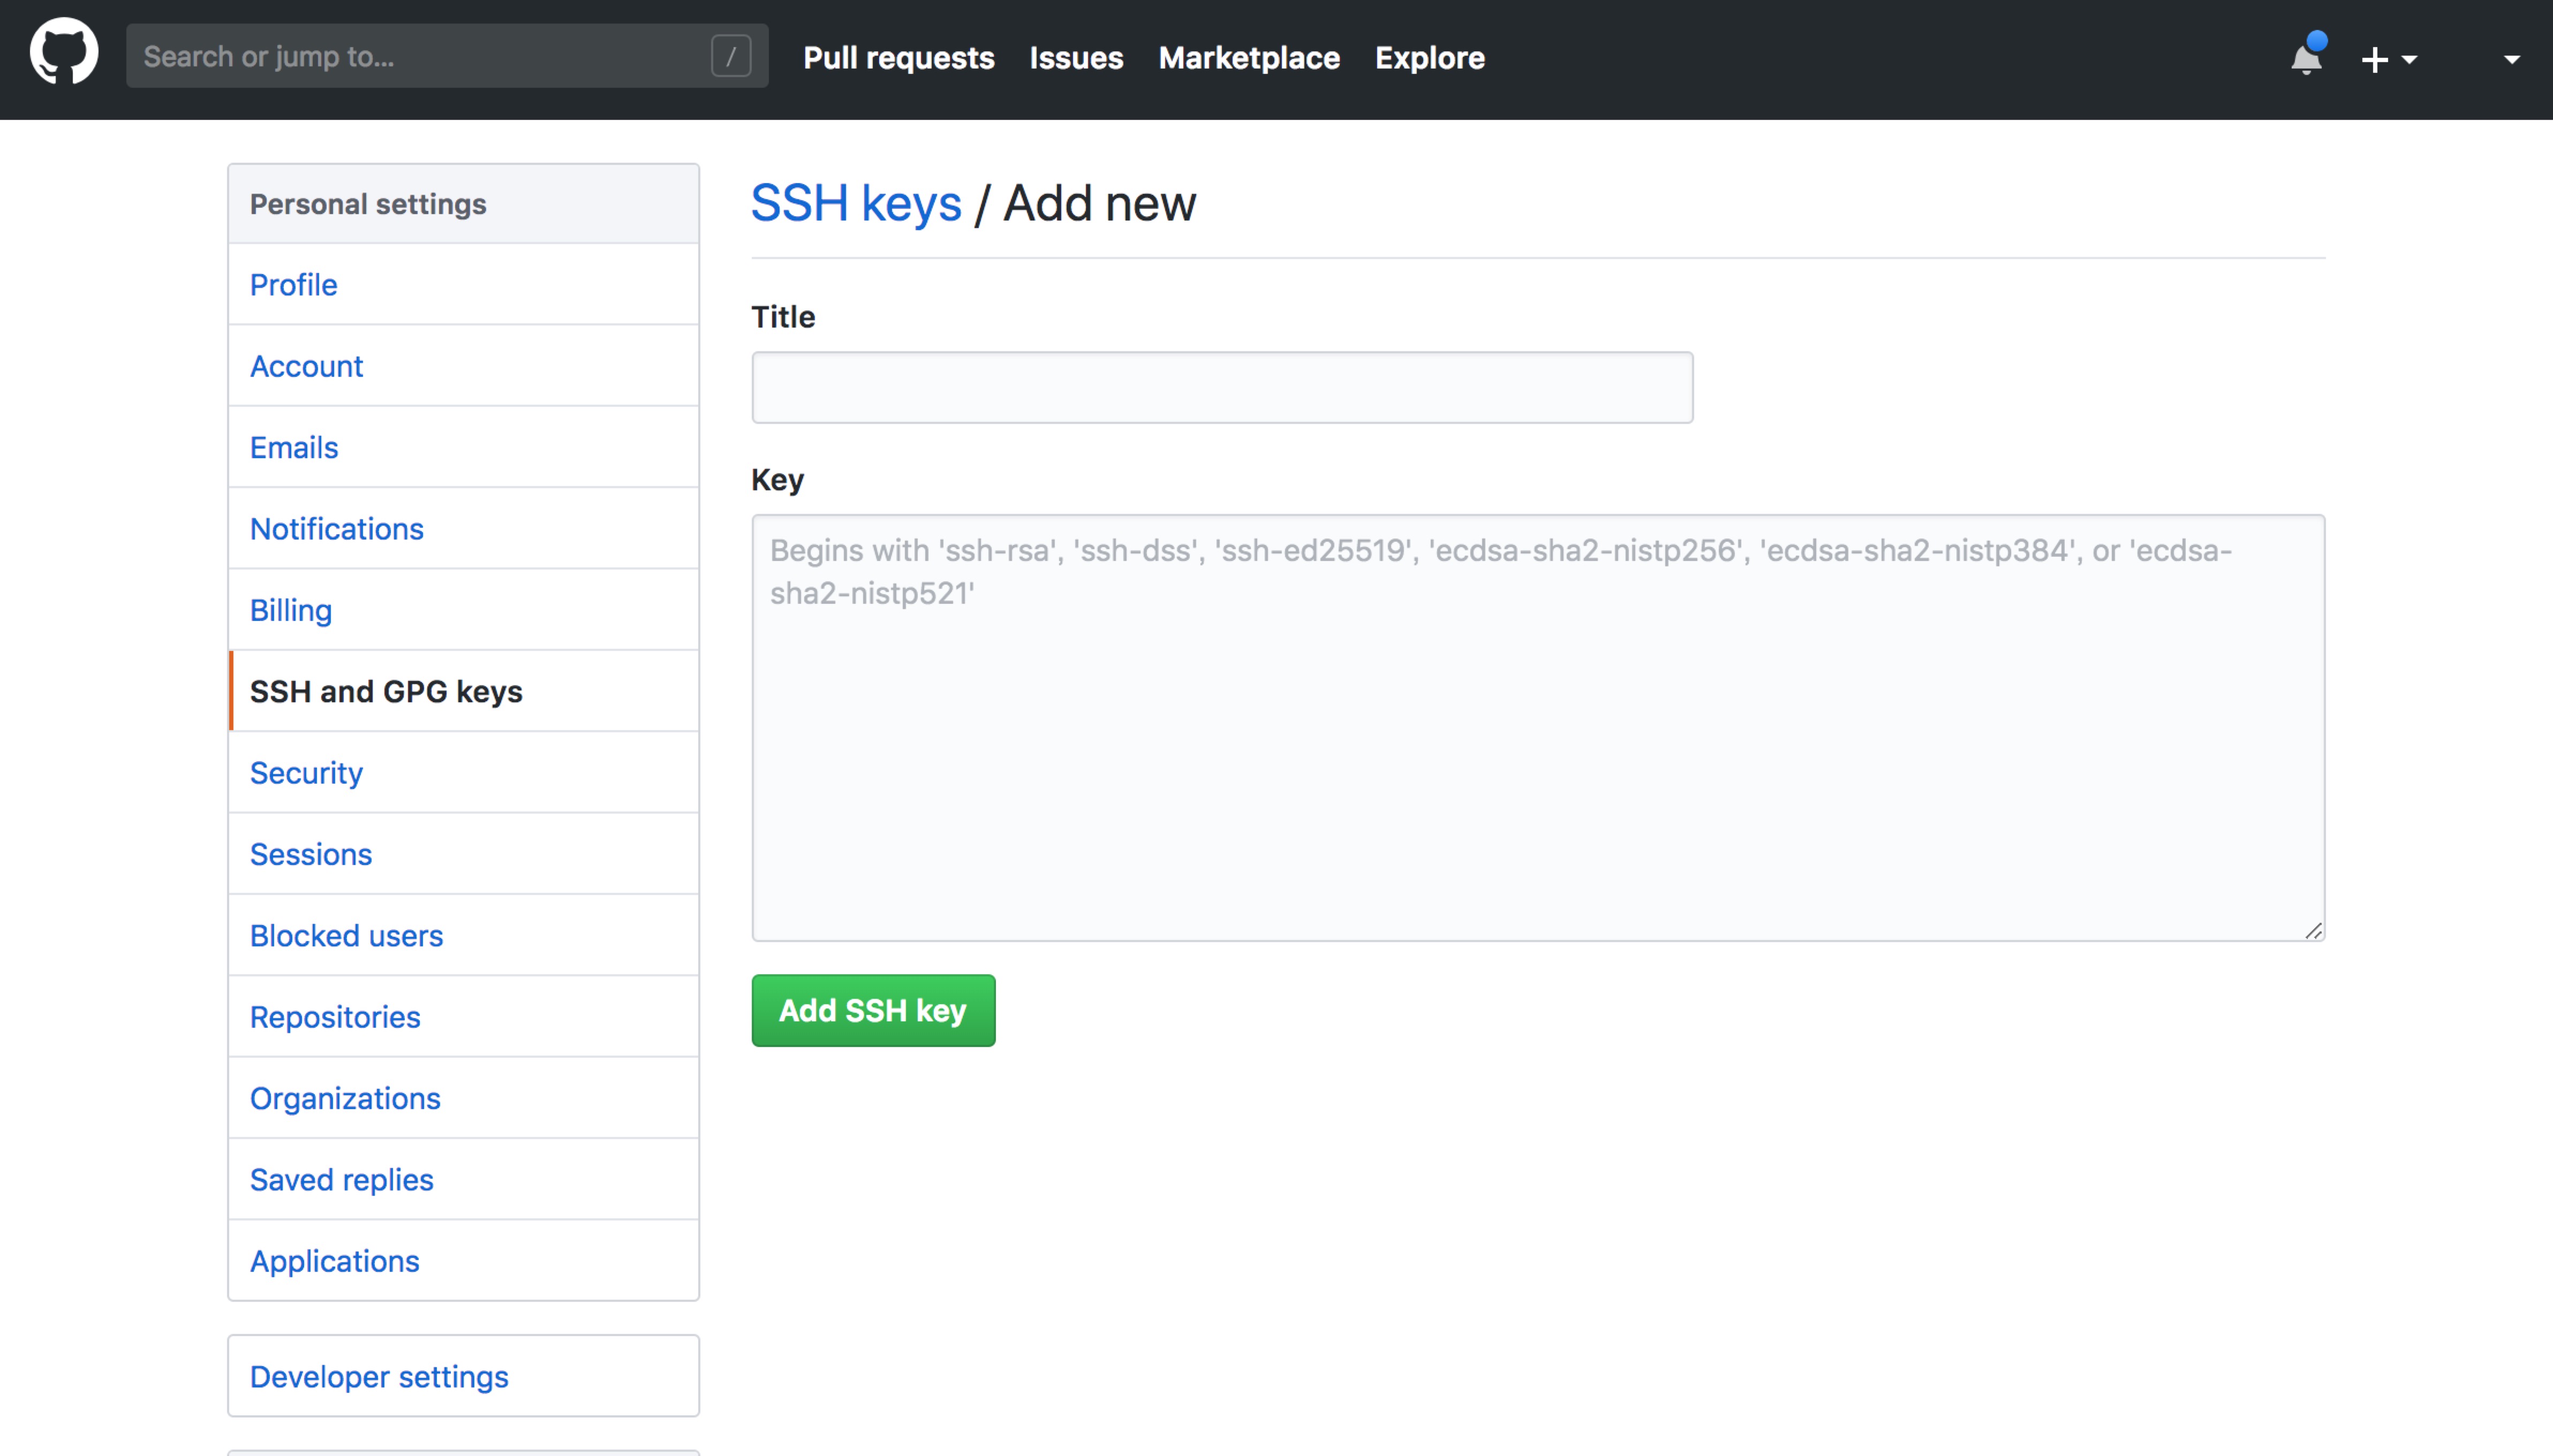 Search or jump to...
/
Pull requests
Issues
Marketplace
Explore
Personal settings
Profile
Account
Emails
Notifications
Billing
SSH and GPG keys
Security
Sessions
Blocked users
Repositories
Organizations
Saved replies
Applications
Developer settings
SSH keys / Add new
Title
Key
Begins with 'ssh-rsa', 'ssh-dss', 'ssh-ed25519', 'ecdsa-sha2-nistp256', 'ecdsa-sha2-nistp384', or 'ecdsa-
sha2-nistp521'
Add SSH key